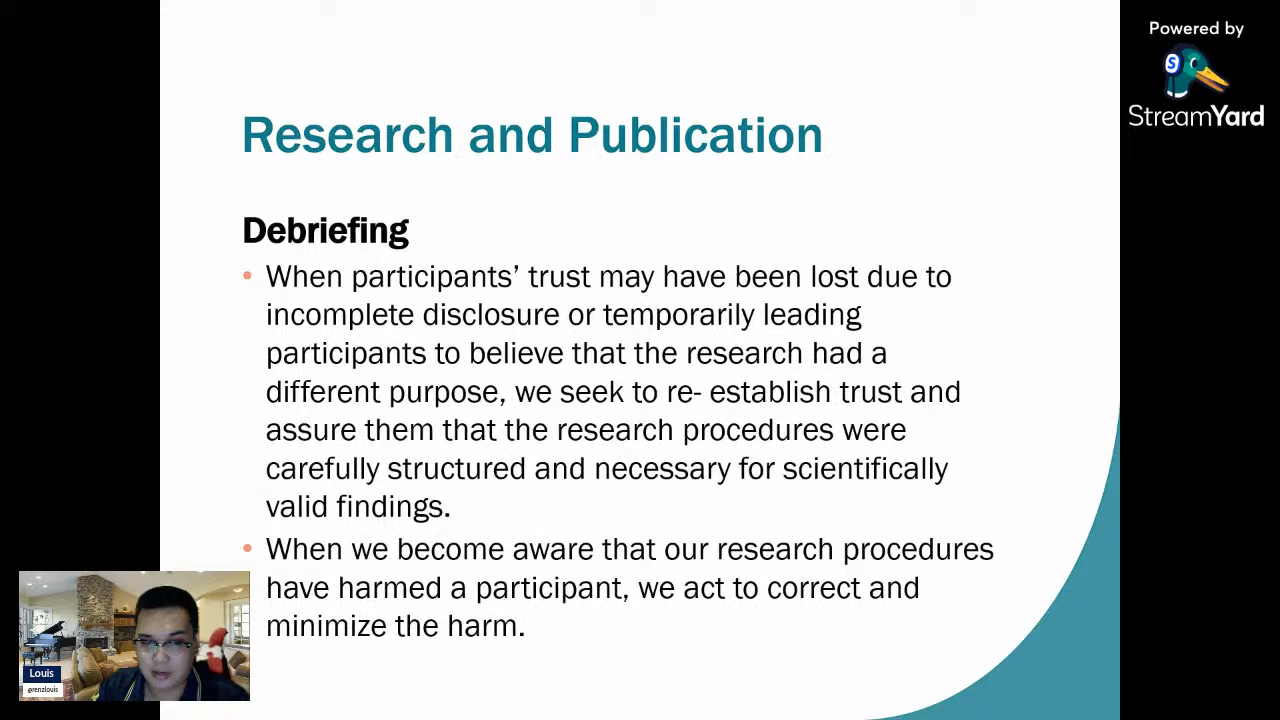 Powered by
StreamYard
Research and Publication
Debriefing
• When participants’ trust may have been lost due to
incomplete disclosure or temporarily leading
participants to believe that the research had a
different purpose, we seek to re- establish trust and
assure them that the research procedures were
carefully structured and necessary for scientifically
valid findings.
• When we become aware that our research procedures
have harmed a participant, we act to correct and
minimize the harm.
Louis
@renzlouis